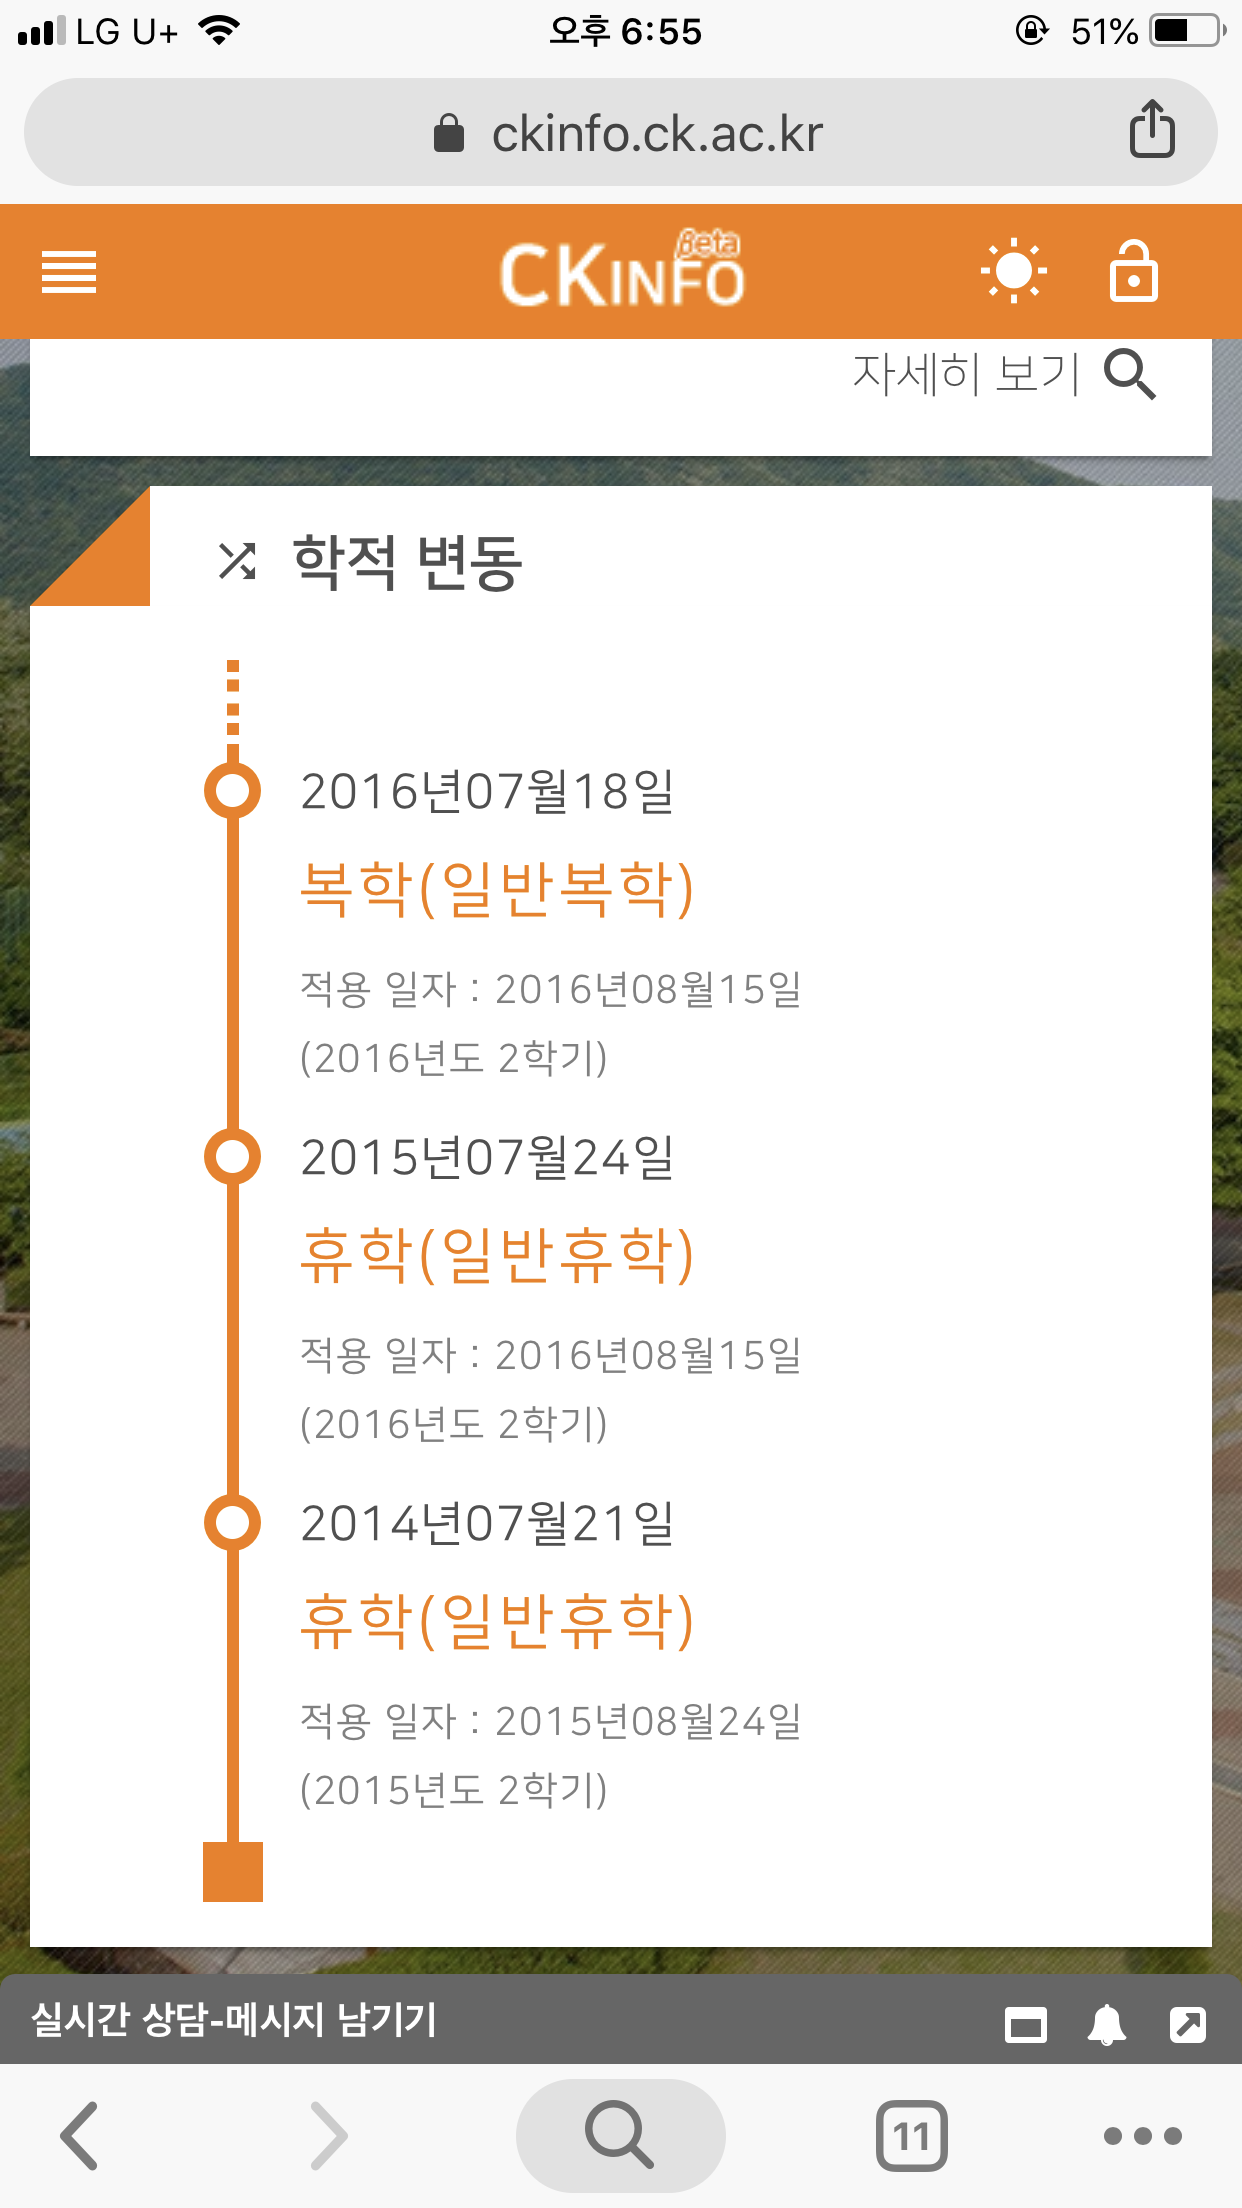 LG U+ 오후 6:55 51%
ckinfo.ck.ac.kr
CKINFO Beta
자세히 보기
학적 변동
2016년07월18일
복학(일반복학)
적용 일자 : 2016년08월15일
(2016년도 2학기)
2015년07월24일
휴학(일반휴학)
적용 일자 : 2016년08월15일
(2016년도 2학기)
2014년07월21일
휴학(일반휴학)
적용 일자 : 2015년08월24일
(2015년도 2학기)
실시간 상담-메시지 남기기
11